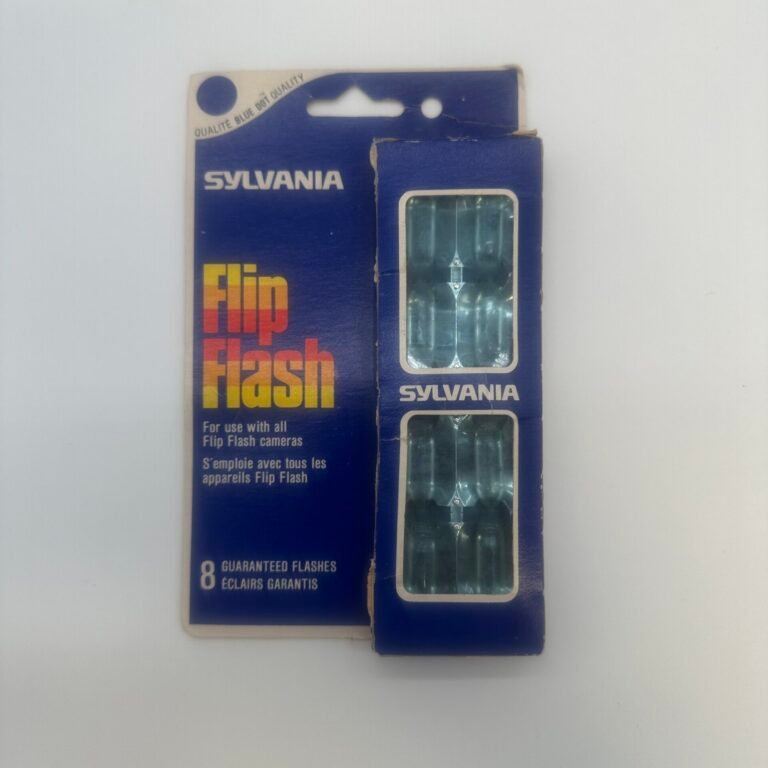 QUALITÉ BLUE DOT QUALITY
SYLVANIA
Flip
Flash
For use with all
Flip Flash cameras
S'emploie avec tous les
appareils Flip Flash
8 GUARANTEED FLASHES
ÉCLAIRS GARANTIS
SYLVANIA